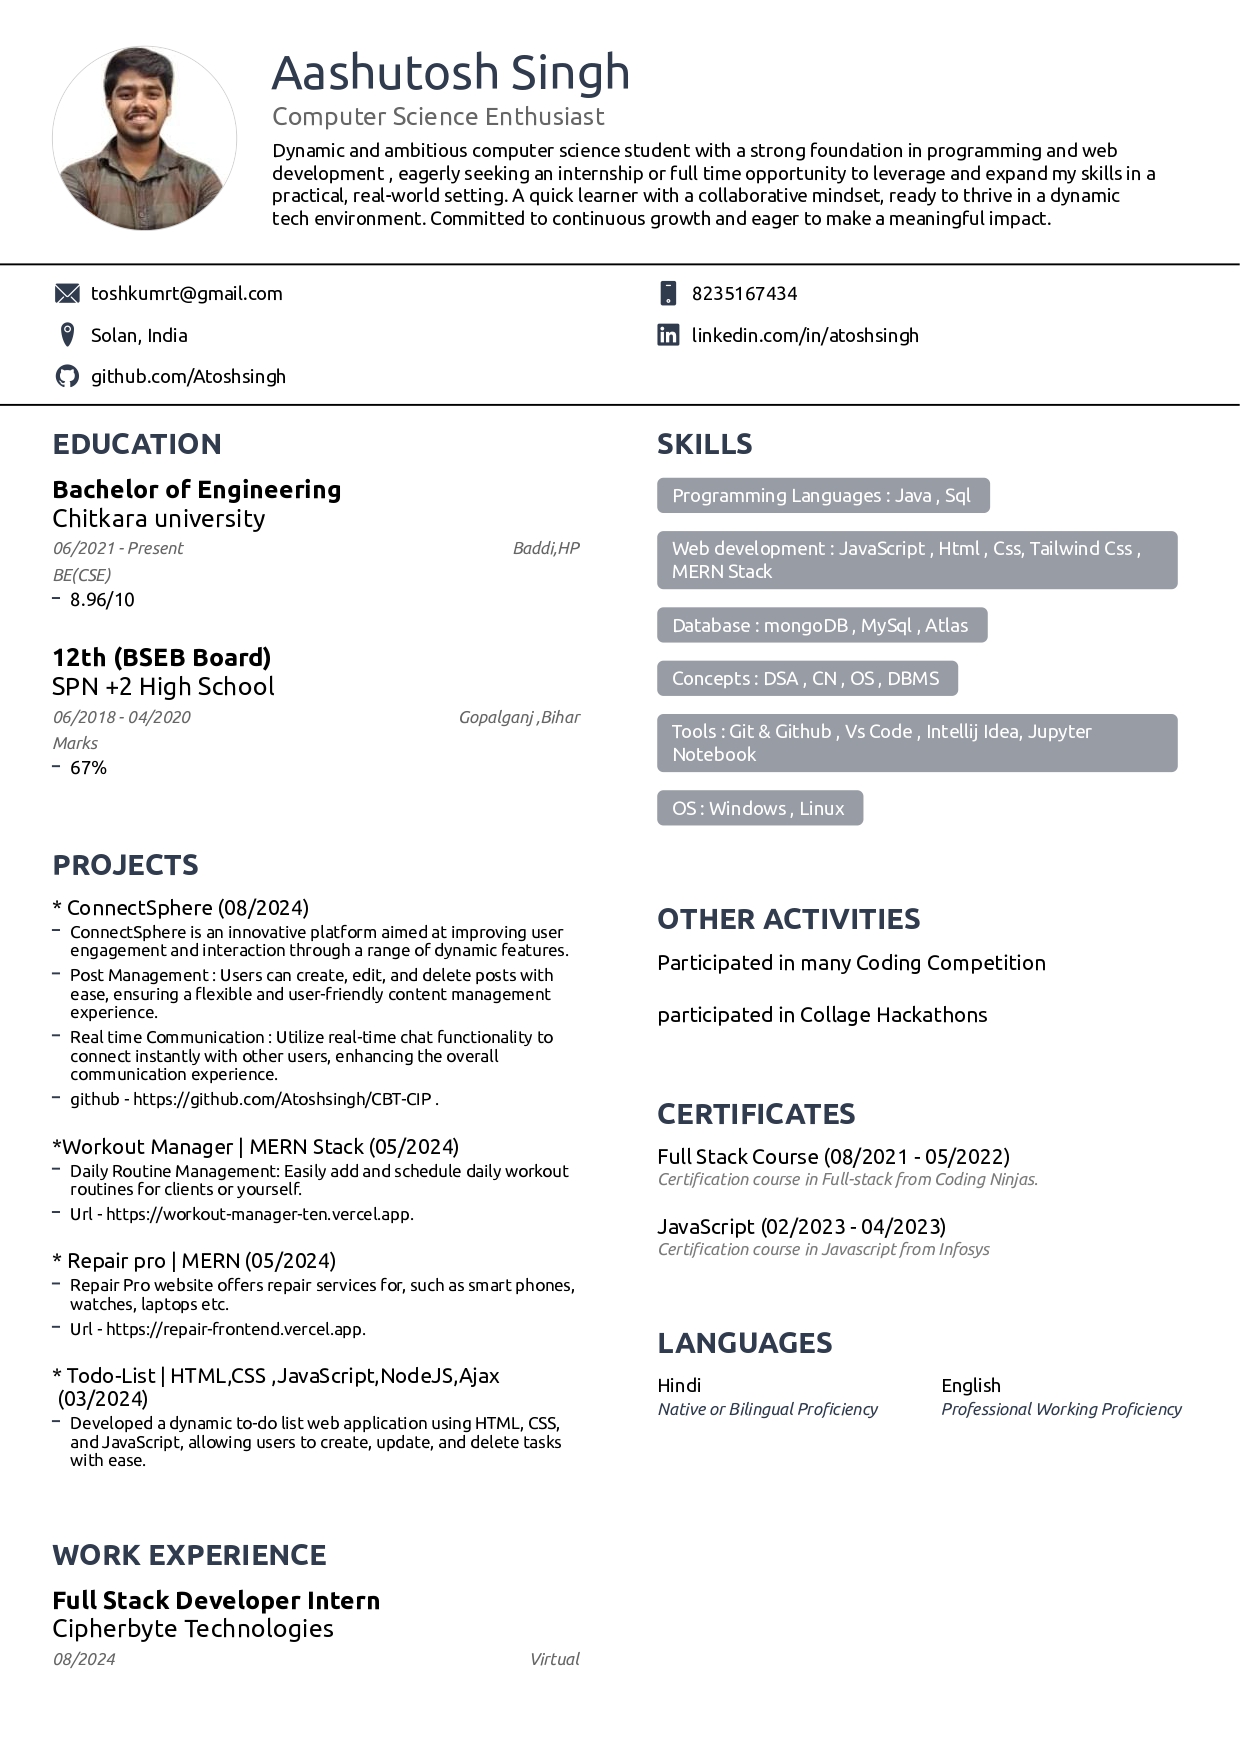 Aashutosh Singh
Computer Science Enthusiast
Dynamic and ambitious computer science student with a strong foundation in programming and web
development , eagerly seeking an internship or full time opportunity to leverage and expand my skills in a
practical, real-world setting. A quick learner with a collaborative mindset, ready to thrive in a dynamic
tech environment. Committed to continuous growth and eager to make a meaningful impact.
toshkumrt@gmail.com
8235167434
Solan, India
linkedin.com/in/atoshsingh
github.com/Atoshsingh
EDUCATION
Bachelor of Engineering
Chitkara university
06/2021 - Present
Baddi,HP
BE(CSE)
– 8.96/10
12th (BSEB Board)
SPN +2 High School
06/2018 - 04/2020
Gopalganj ,Bihar
Marks
– 67%
PROJECTS
* ConnectSphere (08/2024)
– ConnectSphere is an innovative platform aimed at improving user
engagement and interaction through a range of dynamic features.
– Post Management : Users can create, edit, and delete posts with
ease, ensuring a flexible and user-friendly content management
experience.
– Real time Communication : Utilize real-time chat functionality to
connect instantly with other users, enhancing the overall
communication experience.
– github - https://github.com/Atoshsingh/CBT-CIP .
*Workout Manager | MERN Stack (05/2024)
– Daily Routine Management: Easily add and schedule daily workout
routines for clients or yourself.
– Url - https://workout-manager-ten.vercel.app.
* Repair pro | MERN (05/2024)
– Repair Pro website offers repair services for, such as smart phones,
watches, laptops etc.
– Url - https://repair-frontend.vercel.app.
* Todo-List | HTML,CSS ,JavaScript,NodeJS,Ajax
(03/2024)
– Developed a dynamic to-do list web application using HTML, CSS,
and JavaScript, allowing users to create, update, and delete tasks
with ease.
WORK EXPERIENCE
Full Stack Developer Intern
Cipherbyte Technologies
08/2024
Virtual
SKILLS
Programming Languages : Java , Sql
Web development : JavaScript , Html , Css, Tailwind Css ,
MERN Stack
Database : mongoDB , MySql , Atlas
Concepts : DSA , CN , OS , DBMS
Tools : Git & Github , Vs Code , Intellij Idea, Jupyter
Notebook
OS : Windows , Linux
OTHER ACTIVITIES
Participated in many Coding Competition
participated in Collage Hackathons
CERTIFICATES
Full Stack Course (08/2021 - 05/2022)
Certification course in Full-stack from Coding Ninjas.
JavaScript (02/2023 - 04/2023)
Certification course in Javascript from Infosys
LANGUAGES
Hindi
Native or Bilingual Proficiency
English
Professional Working Proficiency